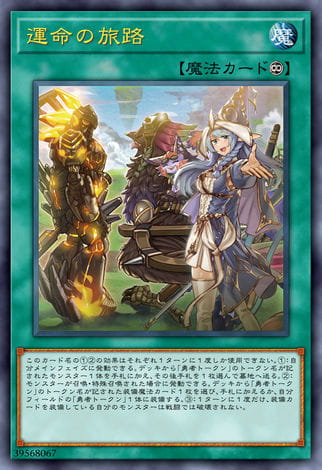 運命の旅路
魔
【魔法カード】
このカード名の①②の効果はそれぞれ1ターンに1度しか使用できない。①:自
分メインフェイズに発動できる。デッキから「勇者トークン」のトークン名が記
されたモンスター1体を手札に加え、その後手札を1枚選んで墓地へ送る。②:
モンスターが召喚・特殊召喚された場合に発動できる。デッキから「勇者トーク
ン」のトークン名が記された装備魔法カード1枚を選び、手札に加えるか、自分
フィールドの「勇者トークン」1体に装備する。③:1ターンに1度だけ、装備カ
ードを装備している自分のモンスターは戦闘では破壊されない。
39568067